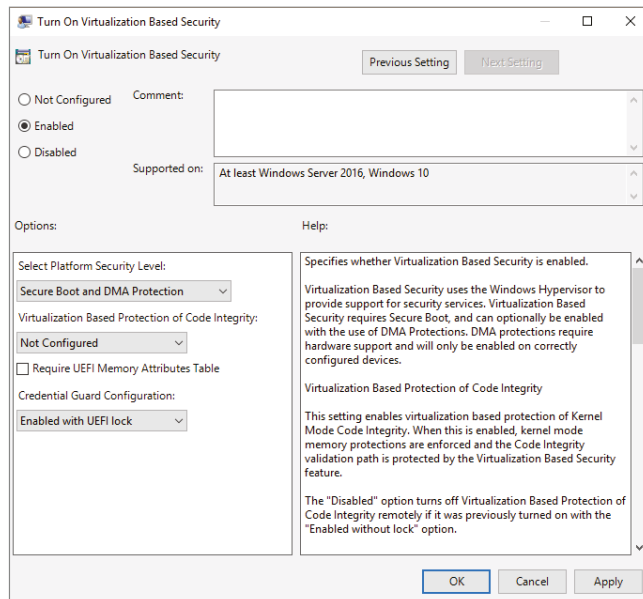 Turn On Virtualization Based Security
Turn On Virtualization Based Security
Previous Setting
Next Setting
Not Configured
Comment:
Enabled
Disabled
Supported on:
At least Windows Server 2016, Windows 10
Options:
Help:
Select Platform Security Level:
Secure Boot and DMA Protection
Virtualization Based Protection of Code Integrity:
Not Configured
Require UEFI Memory Attributes Table
Credential Guard Configuration:
Enabled with UEFI lock
Specifies whether Virtualization Based Security is enabled.
Virtualization Based Security uses the Windows Hypervisor to
provide support for security services. Virtualization Based
Security requires Secure Boot, and can optionally be enabled
with the use of DMA Protections. DMA protections require
hardware support and will only be enabled on correctly
configured devices.
Virtualization Based Protection of Code Integrity
This setting enables virtualization based protection of Kernel
Mode Code Integrity. When this is enabled, kernel mode
memory protections are enforced and the Code Integrity
validation path is protected by the Virtualization Based Security
feature.
The "Disabled" option turns off Virtualization Based Protection of
Code Integrity remotely if it was previously turned on with the
"Enabled without lock" option.
OK
Cancel
Apply